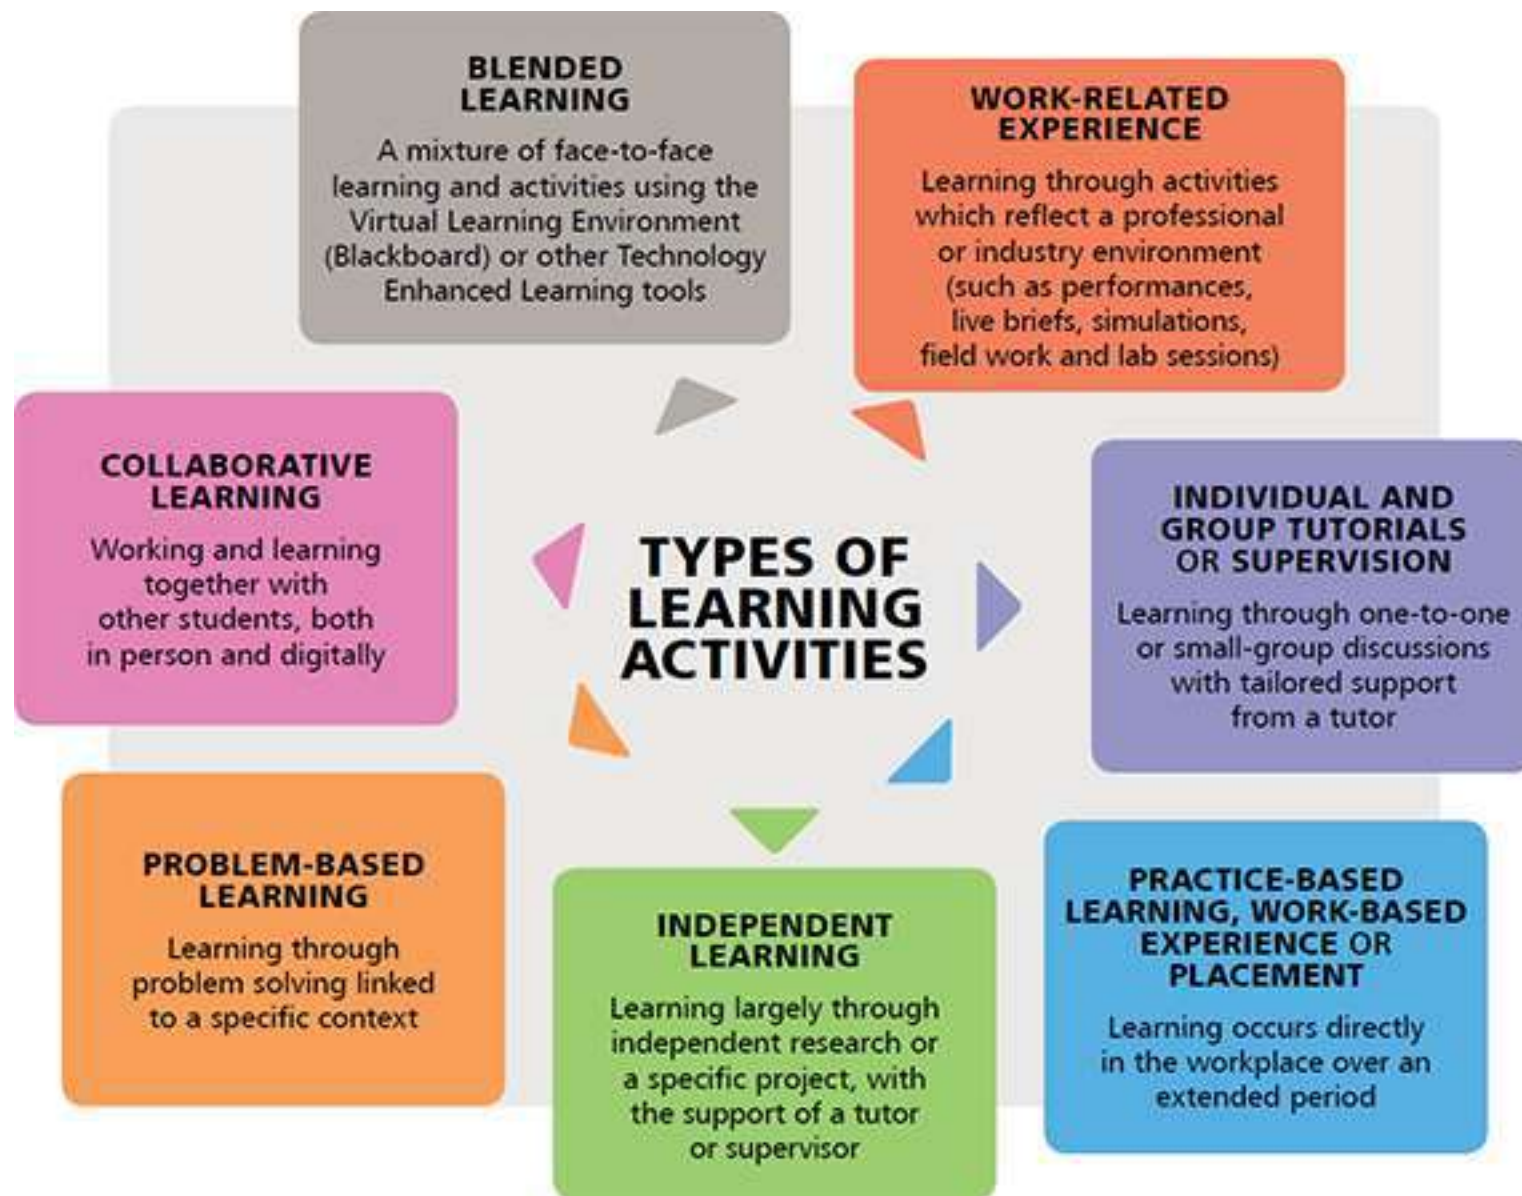 BLENDED
LEARNING
A mixture of face-to-face
learning and activities using the
Virtual Learning Environment
(Blackboard) or other Technology
Enhanced Learning tools
WORK-RELATED
EXPERIENCE
Learning through activities
which reflect a professional
or industry environment
(such as performances,
live briefs, simulations,
field work and lab sessions)
COLLABORATIVE
LEARNING
Working and learning
together with
other students, both
in person and digitally
TYPES OF
LEARNING
ACTIVITIES
INDIVIDUAL AND
GROUP TUTORIALS
OR SUPERVISION
Learning through one-to-one
or small-group discussions
with tailored support
from a tutor
PROBLEM-BASED
LEARNING
Learning through
problem solving linked
to a specific context
INDEPENDENT
LEARNING
Learning largely through
independent research or
a specific project, with
the support of a tutor
or supervisor
PRACTICE-BASED
LEARNING, WORK-BASED
EXPERIENCE OR
PLACEMENT
Learning occurs directly
in the workplace over an
extended period